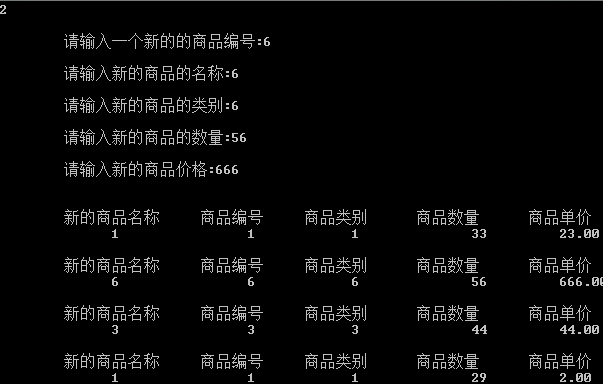 2
请输入一个新的的商品编号:6
请输入新的商品的名称:6
请输入新的商品的类别:6
请输入新的商品的数量:56
请输入新的商品价格:666
新的商品名称 商品编号 商品类别 商品数量 商品单价
1 1 1 33 23.00
新的商品名称 商品编号 商品类别 商品数量 商品单价
6 6 6 56 666.00
新的商品名称 商品编号 商品类别 商品数量 商品单价
3 3 3 44 44.00
新的商品名称 商品编号 商品类别 商品数量 商品单价
1 1 1 29 2.00